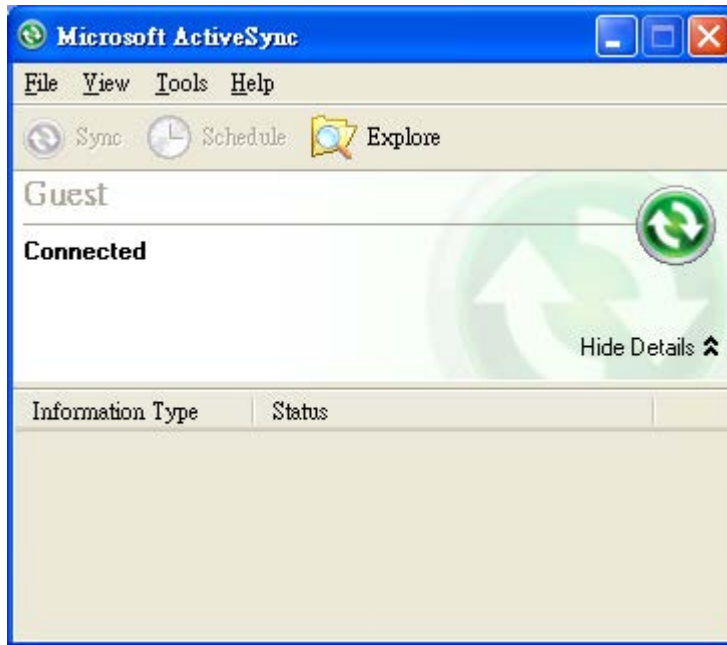 Microsoft ActiveSync
File View Tools Help
Sync Schedule Explore
Guest
Connected
Hide Details
Information Type Status